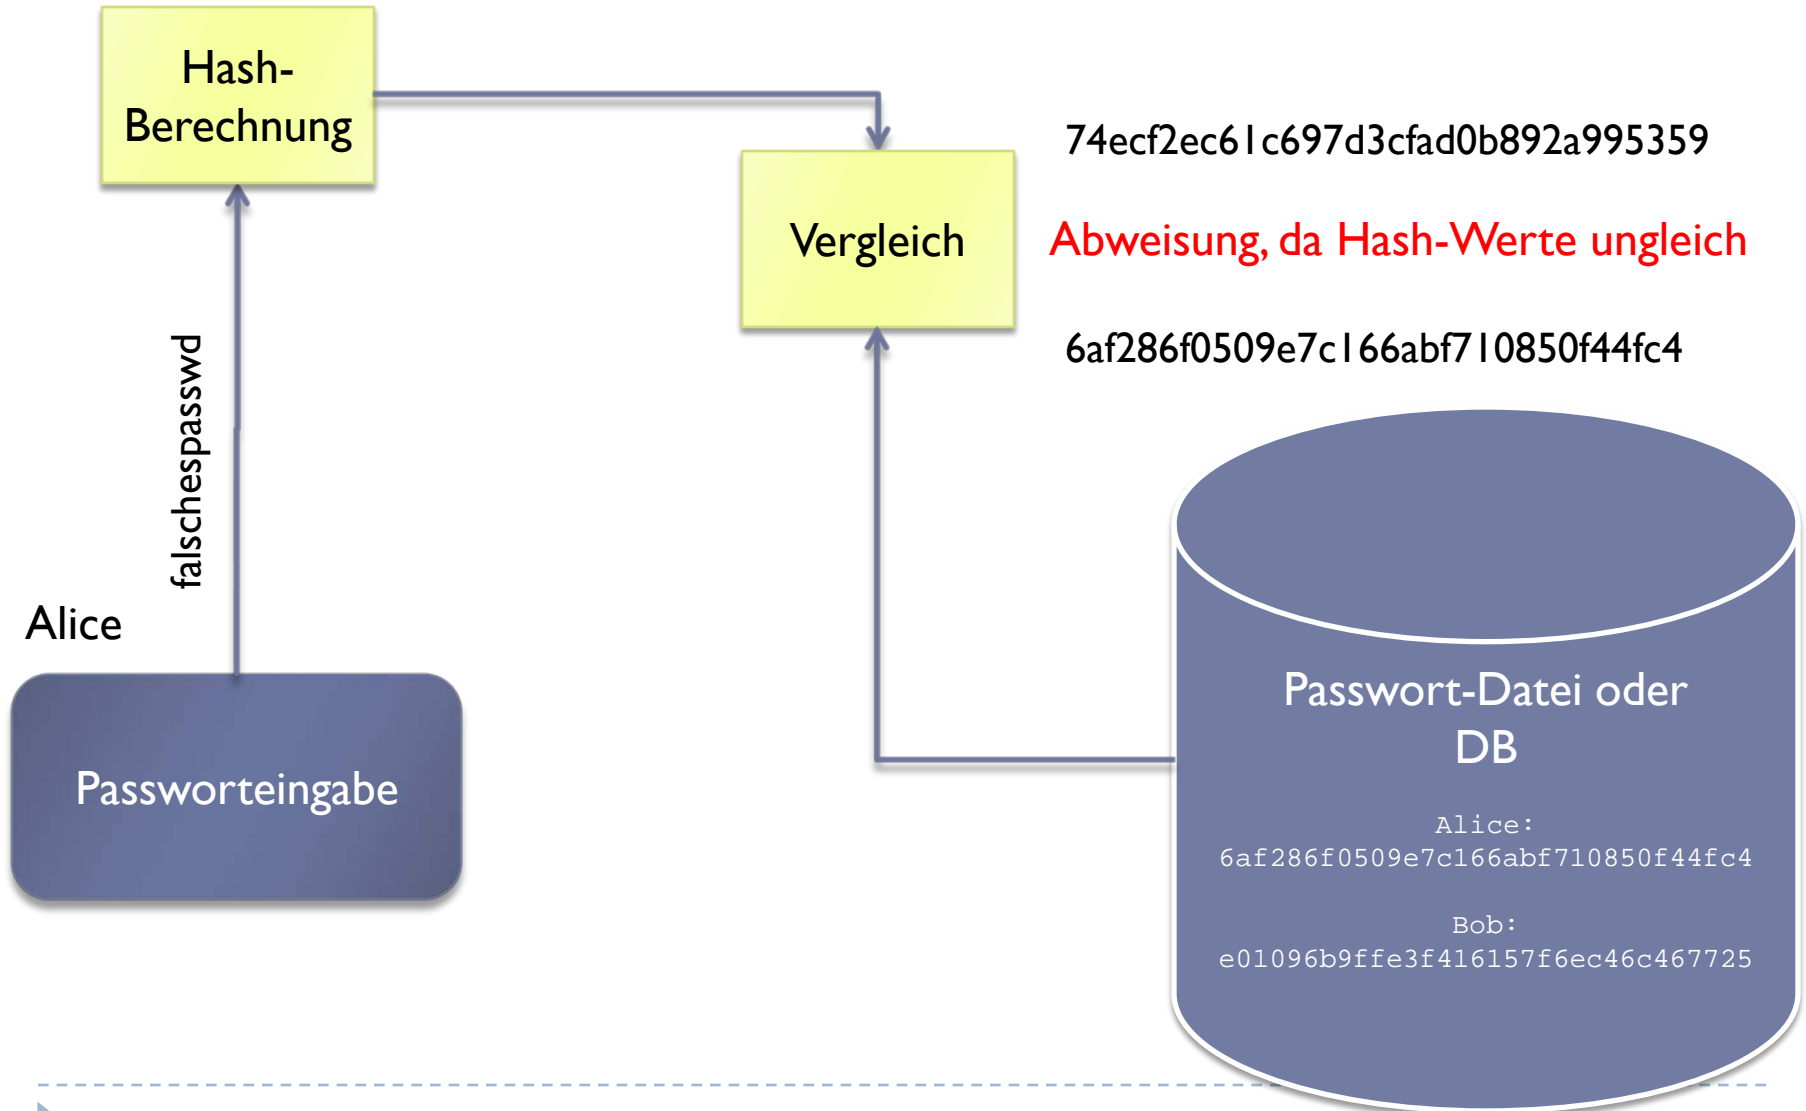 Hash-
Berechnung
74ecf2ec61c697d3cfad0b892a995359
Vergleich
Abweisung, da Hash-Werte ungleich
6af286f0509e7c166abf710850f44fc4
falschespasswd
Alice
Passworteingabe
Passwort-Datei oder
DB
Alice:
6af286f0509e7c166abf710850f44fc4
Bob:
e01096b9ffe3f416157f6ec46c467725